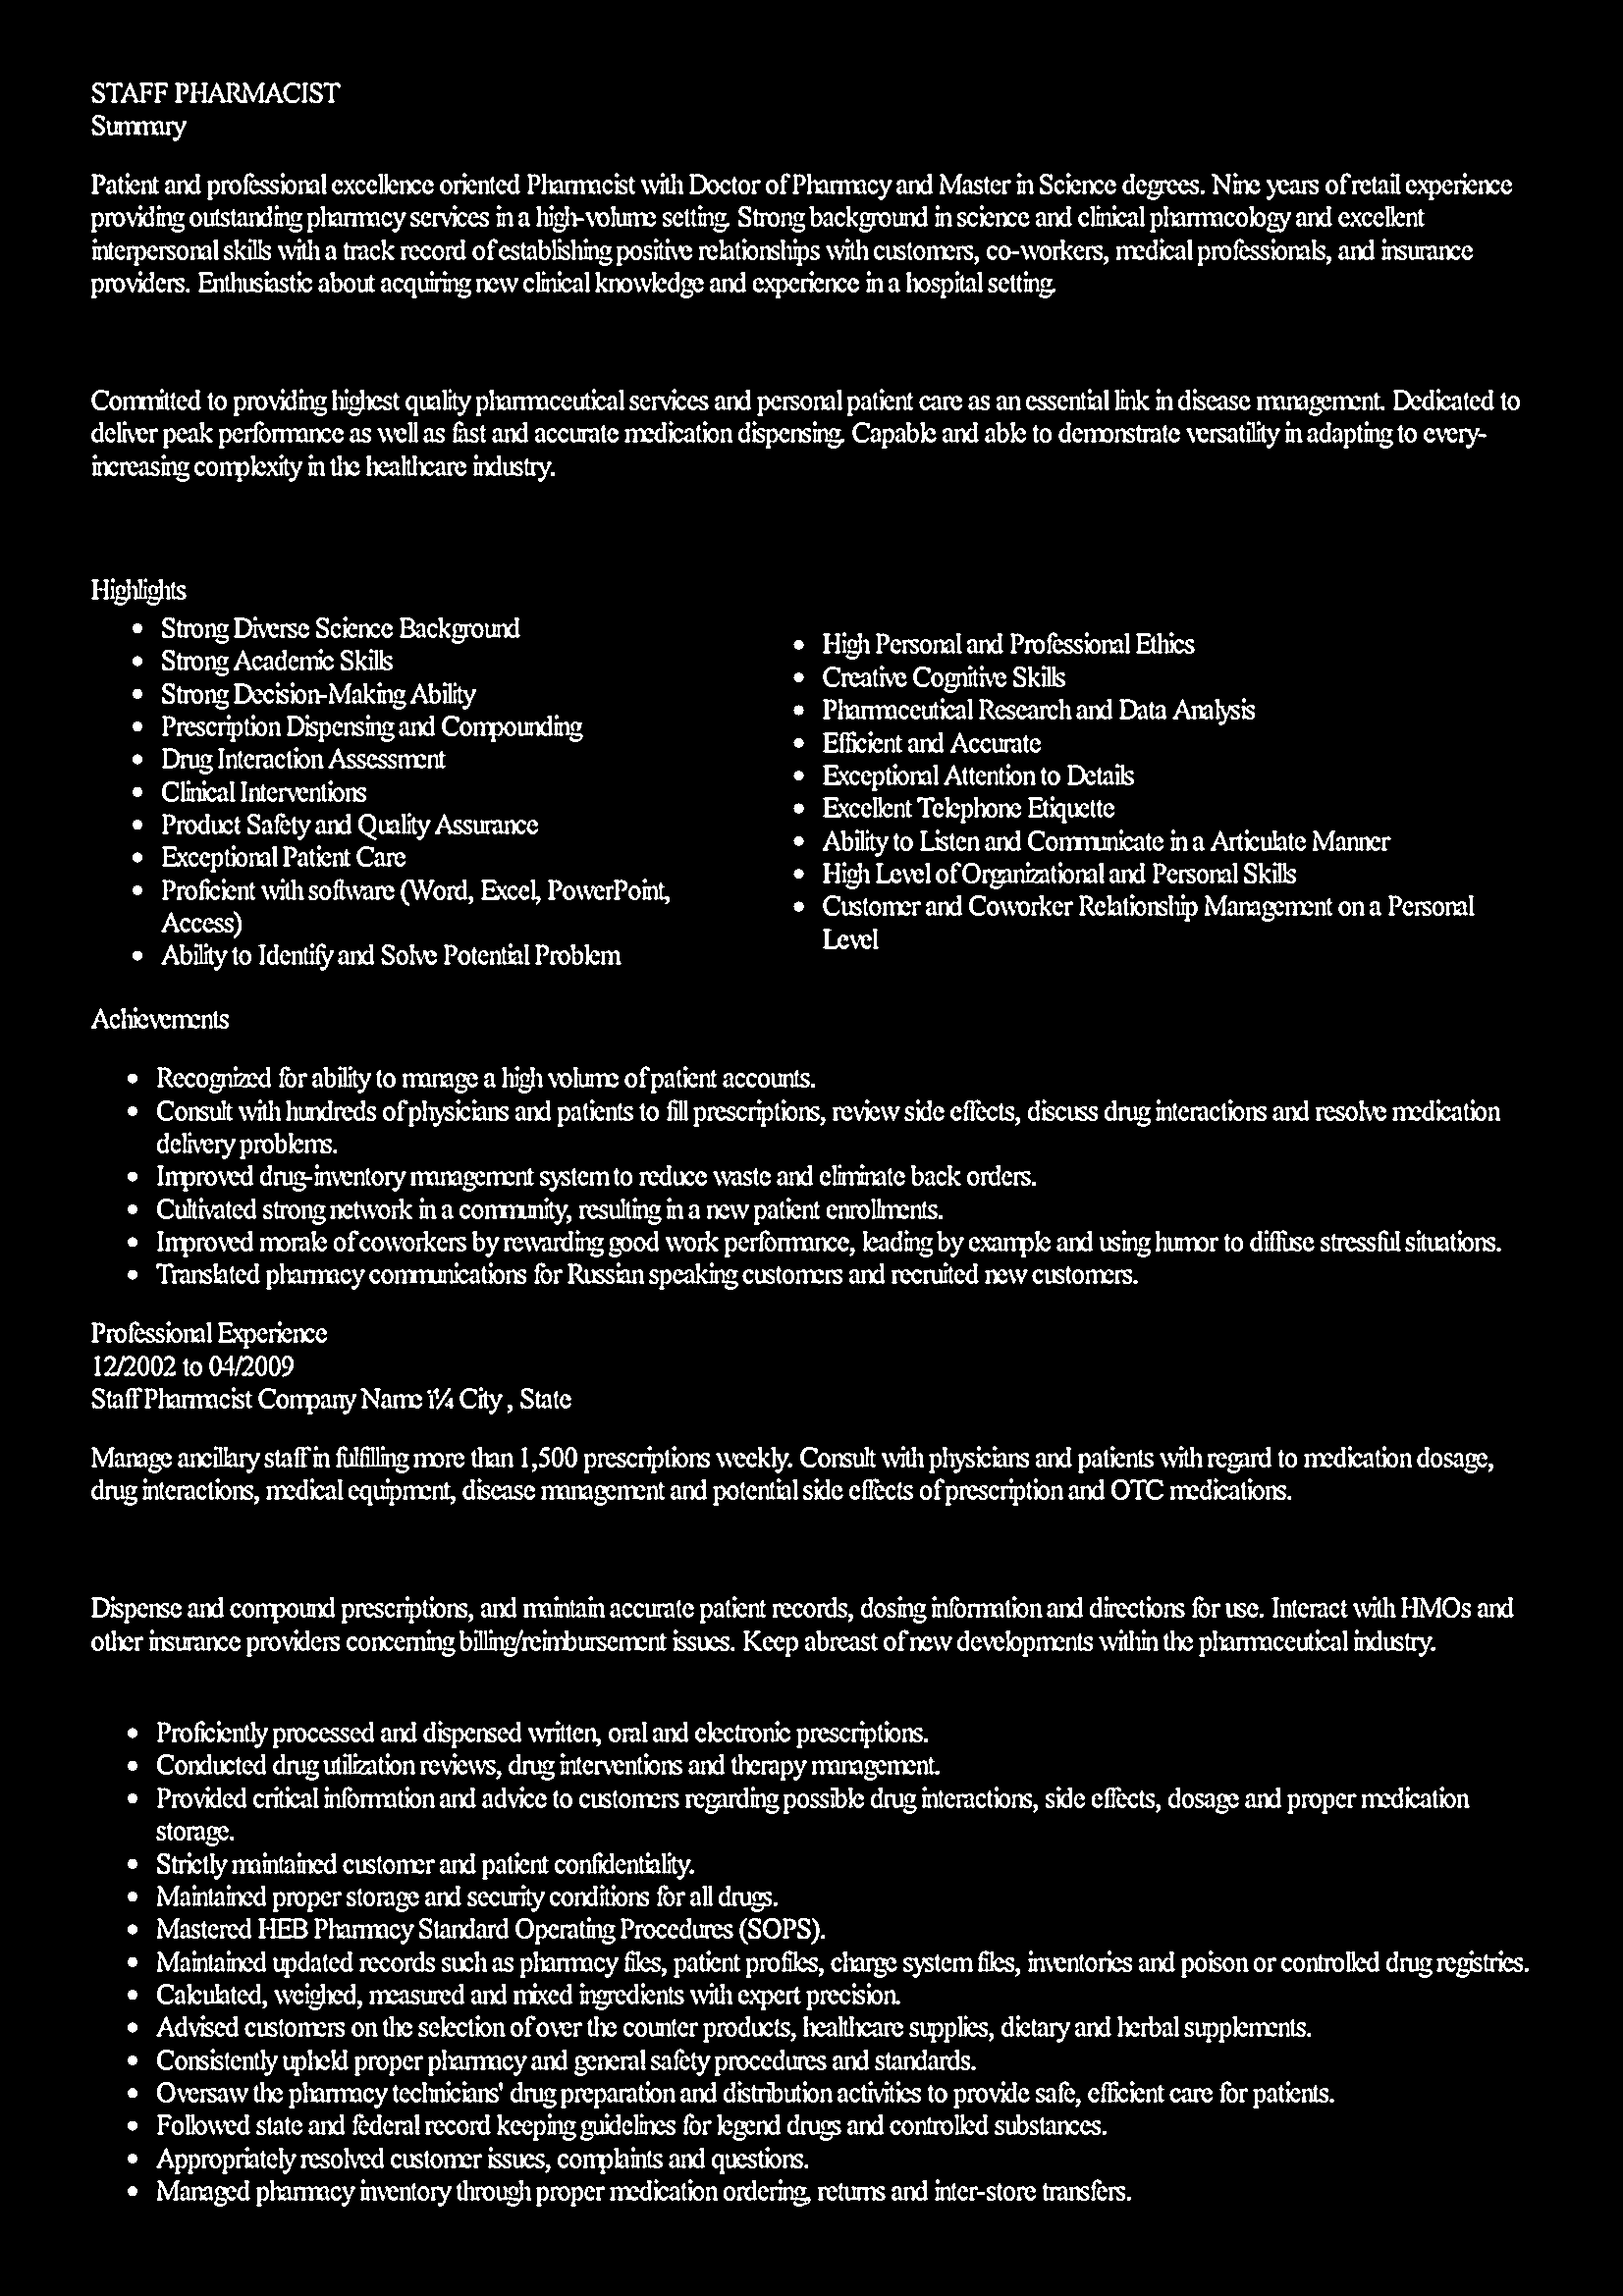 STAFF PHARMACIST
Summary
Patient and professional excellence oriented Pharmacist with Doctor of Pharmacy and Master in Science degrees. Nine years of retail experience
providing outstanding pharmacy services in a high-volume setting. Strong background in science and clinical pharmacology and excellent
interpersonal skills with a track record of establishing positive relationships with customers, co-workers, medical professionals, and insurance
providers. Enthusiastic about acquiring new clinical knowledge and experience in a hospital setting.
Committed to providing highest quality pharmaceutical services and personal patient care as an essential link in disease management. Dedicated to
deliver peak performance as well as fast and accurate medication dispensing. Capable and able to demonstrate versatility in adapting to every-
increasing complexity in the healthcare industry.
Highlights
• Strong Diverse Science Background
• Strong Academic Skills
• Strong Decision-Making Ability
• Prescription Dispensing and Compounding
• Drug Interaction Assessment
• Clinical Interventions
• Product Safety and Quality Assurance
• Exceptional Patient Care
• Proficient with software (Word, Excel, PowerPoint,
Access)
• Ability to Identify and Solve Potential Problem
• High Personal and Professional Ethics
• Creative Cognitive Skills
• Pharmaceutical Research and Data Analysis
• Efficient and Accurate
• Exceptional Attention to Details
• Excellent Telephone Etiquette
• Ability to Listen and Communicate in a Articulate Manner
• High Level of Organizational and Personal Skills
• Customer and Coworker Relationship Management on a Personal
Level
Achievements
• Recognized for ability to manage a high volume of patient accounts.
• Consult with hundreds of physicians and patients to fill prescriptions, review side effects, discuss drug interactions and resolve medication
delivery problems.
• Improved drug-inventory management system to reduce waste and eliminate back orders.
• Cultivated strong network in a community, resulting in a new patient enrollments.
• Improved morale of coworkers by rewarding good work performance, leading by example and using humor to diffuse stressful situations.
• Translated pharmacy communications for Russian speaking customers and recruited new customers.
Professional Experience
12/2002 to 04/2009
Staff Pharmacist Company Name ï¼ City , State
Manage ancillary staff in fulfilling more than 1,500 prescriptions weekly. Consult with physicians and patients with regard to medication dosage,
drug interactions, medical equipment, disease management and potential side effects of prescription and OTC medications.
Dispense and compound prescriptions, and maintain accurate patient records, dosing information and directions for use. Interact with HMOs and
other insurance providers concerning billing/reimbursement issues. Keep abreast of new developments within the pharmaceutical industry.
• Proficiently processed and dispensed written, oral and electronic prescriptions.
• Conducted drug utilization reviews, drug interventions and therapy management.
• Provided critical information and advice to customers regarding possible drug interactions, side effects, dosage and proper medication
storage.
• Strictly maintained customer and patient confidentiality.
• Maintained proper storage and security conditions for all drugs.
• Mastered HEB Pharmacy Standard Operating Procedures (SOPS).
• Maintained updated records such as pharmacy files, patient profiles, charge system files, inventories and poison or controlled drug registries.
• Calculated, weighed, measured and mixed ingredients with expert precision.
• Advised customers on the selection of over the counter products, healthcare supplies, dietary and herbal supplements.
• Consistently upheld proper pharmacy and general safety procedures and standards.
• Oversaw the pharmacy technicians' drug preparation and distribution activities to provide safe, efficient care for patients.
• Followed state and federal record keeping guidelines for legend drugs and controlled substances.
• Appropriately resolved customer issues, complaints and questions.
• Managed pharmacy inventory through proper medication ordering, returns and inter-store transfers.